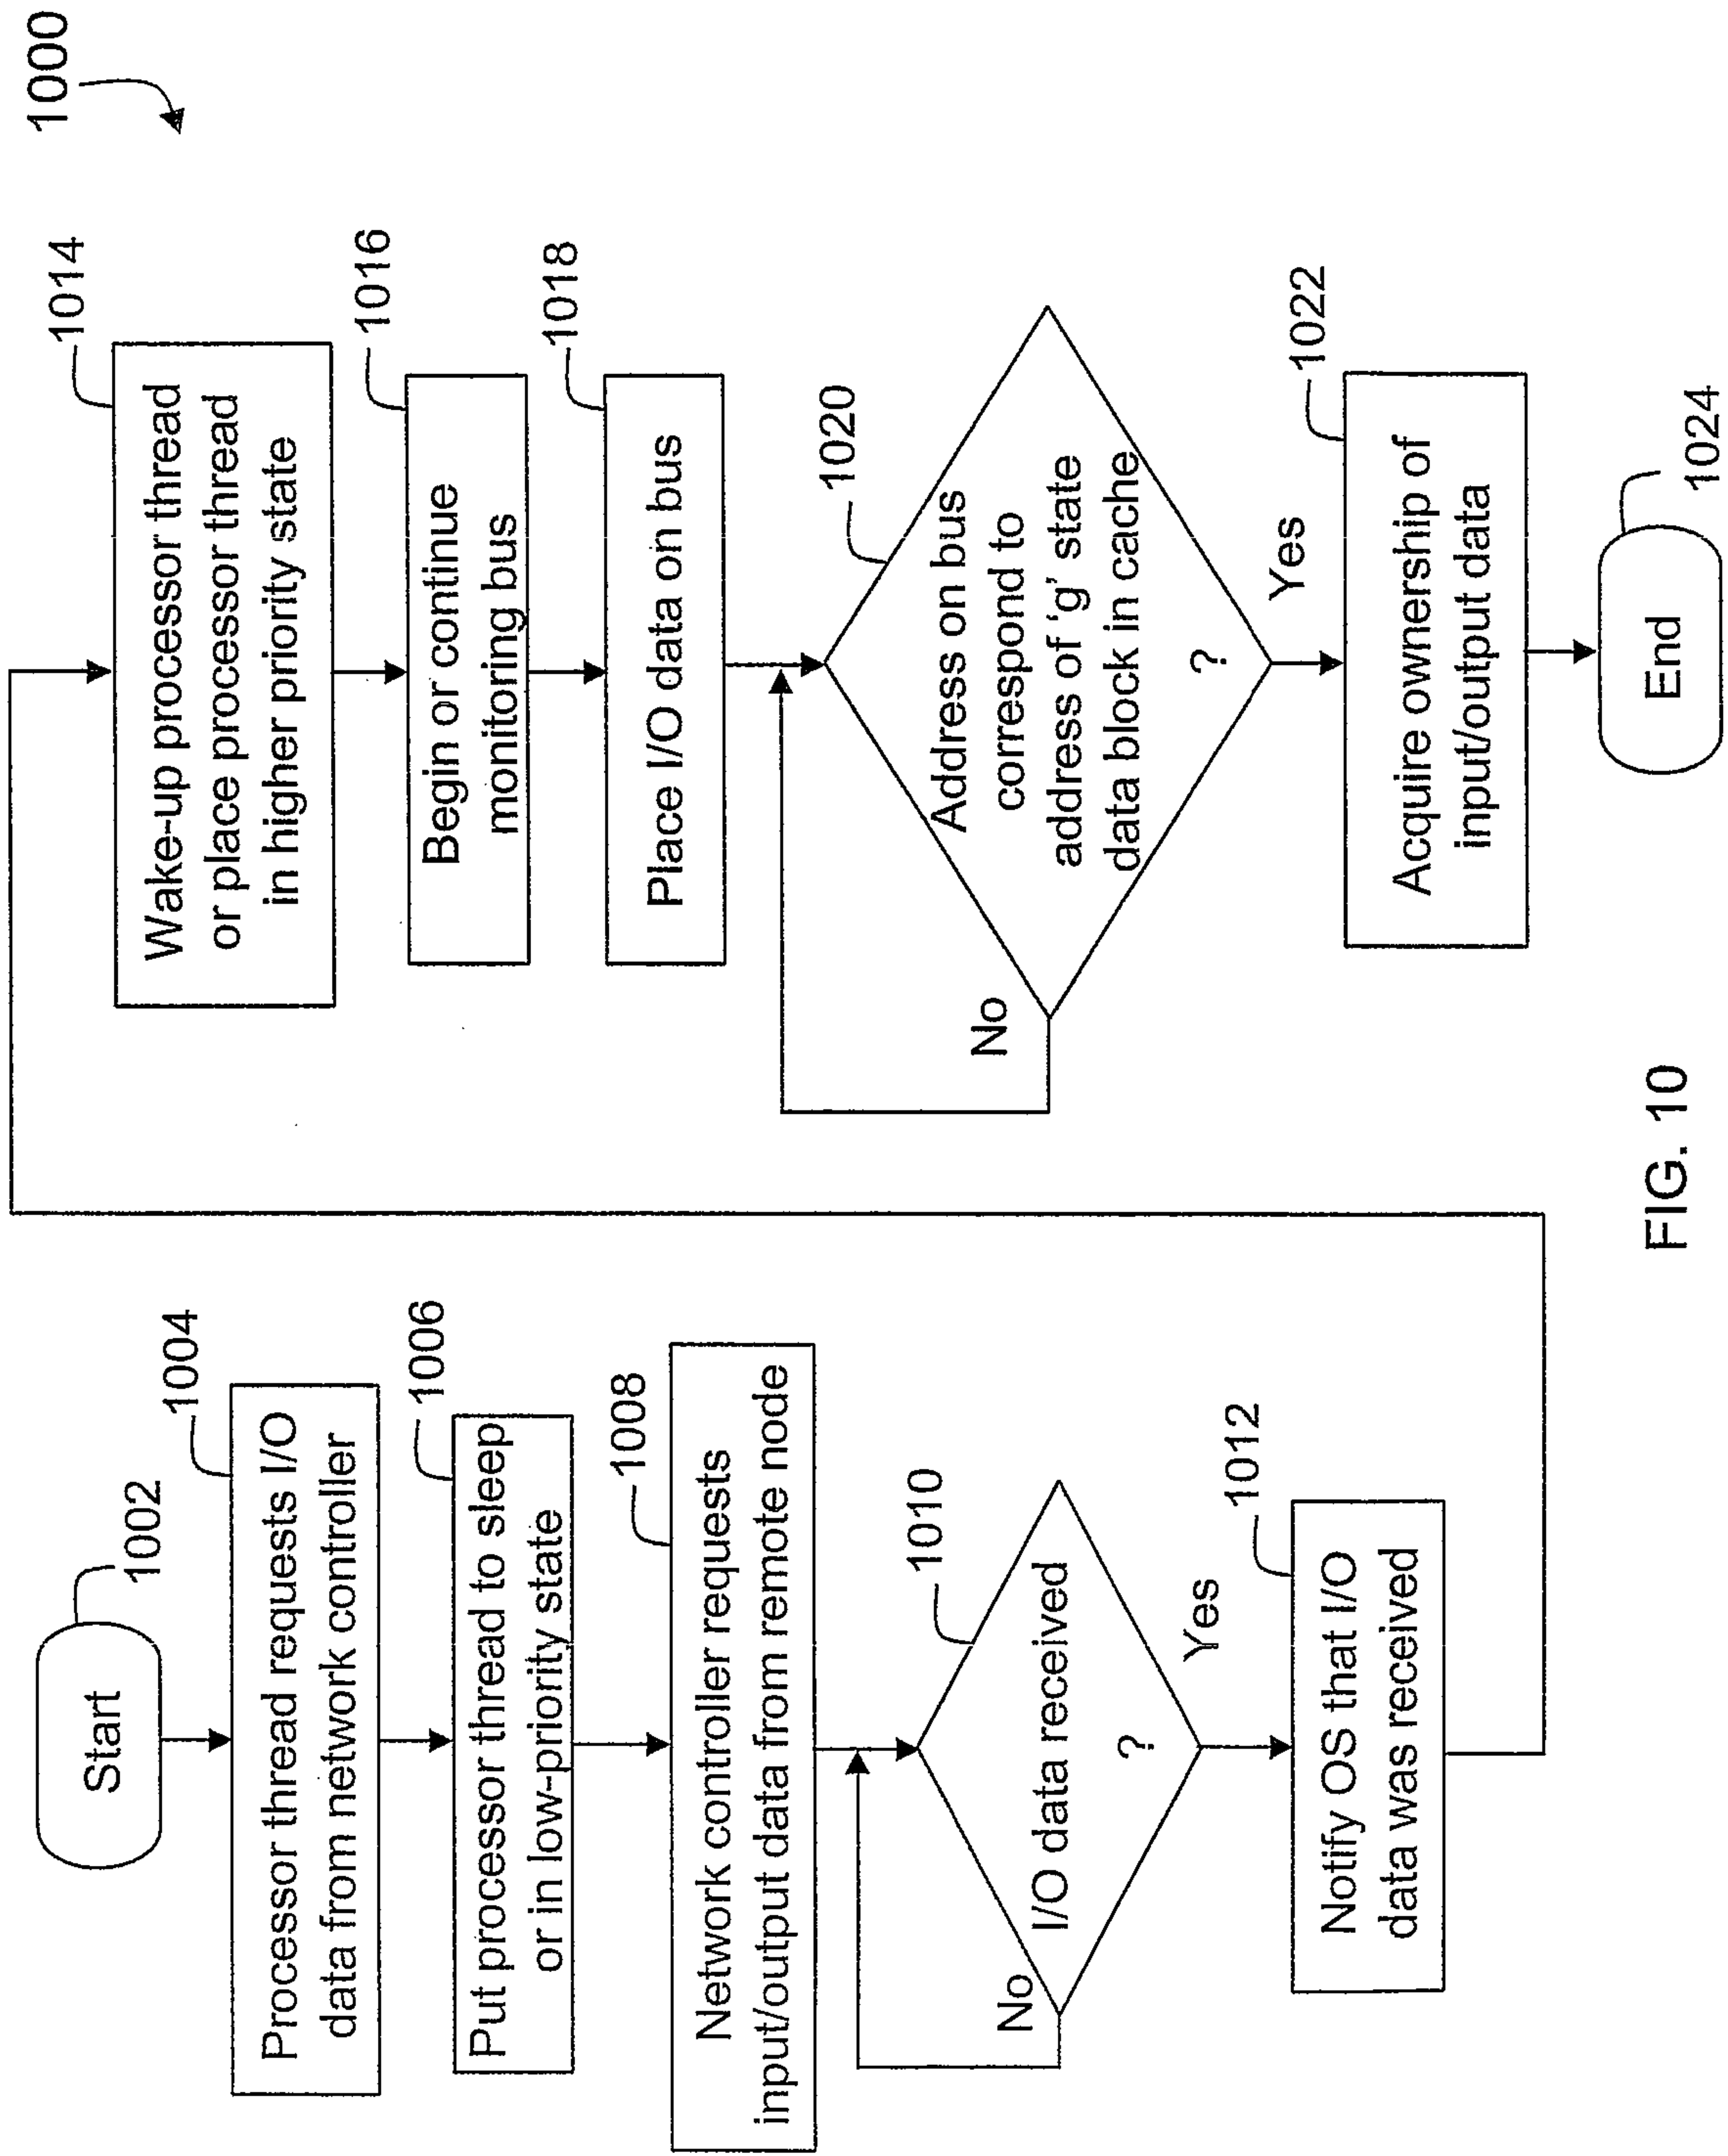 1000
Start
1002
Processor thread requests I/O
data from network controller
1004
Put processor thread to sleep
or in low-priority state
1006
Network controller requests
input/output data from remote node
1008
I/O data received
?
1010
No
Yes
Notify OS that I/O
data was received
1012
Wake-up processor thread
or place processor thread
in higher priority state
1014
Begin or continue
monitoring bus
1016
Place I/O data on bus
1018
Address on bus
correspond to
address of ‘g’ state
data block in cache
?
1020
No
Yes
Acquire ownership of
input/output data
1022
End
1024
FIG. 10